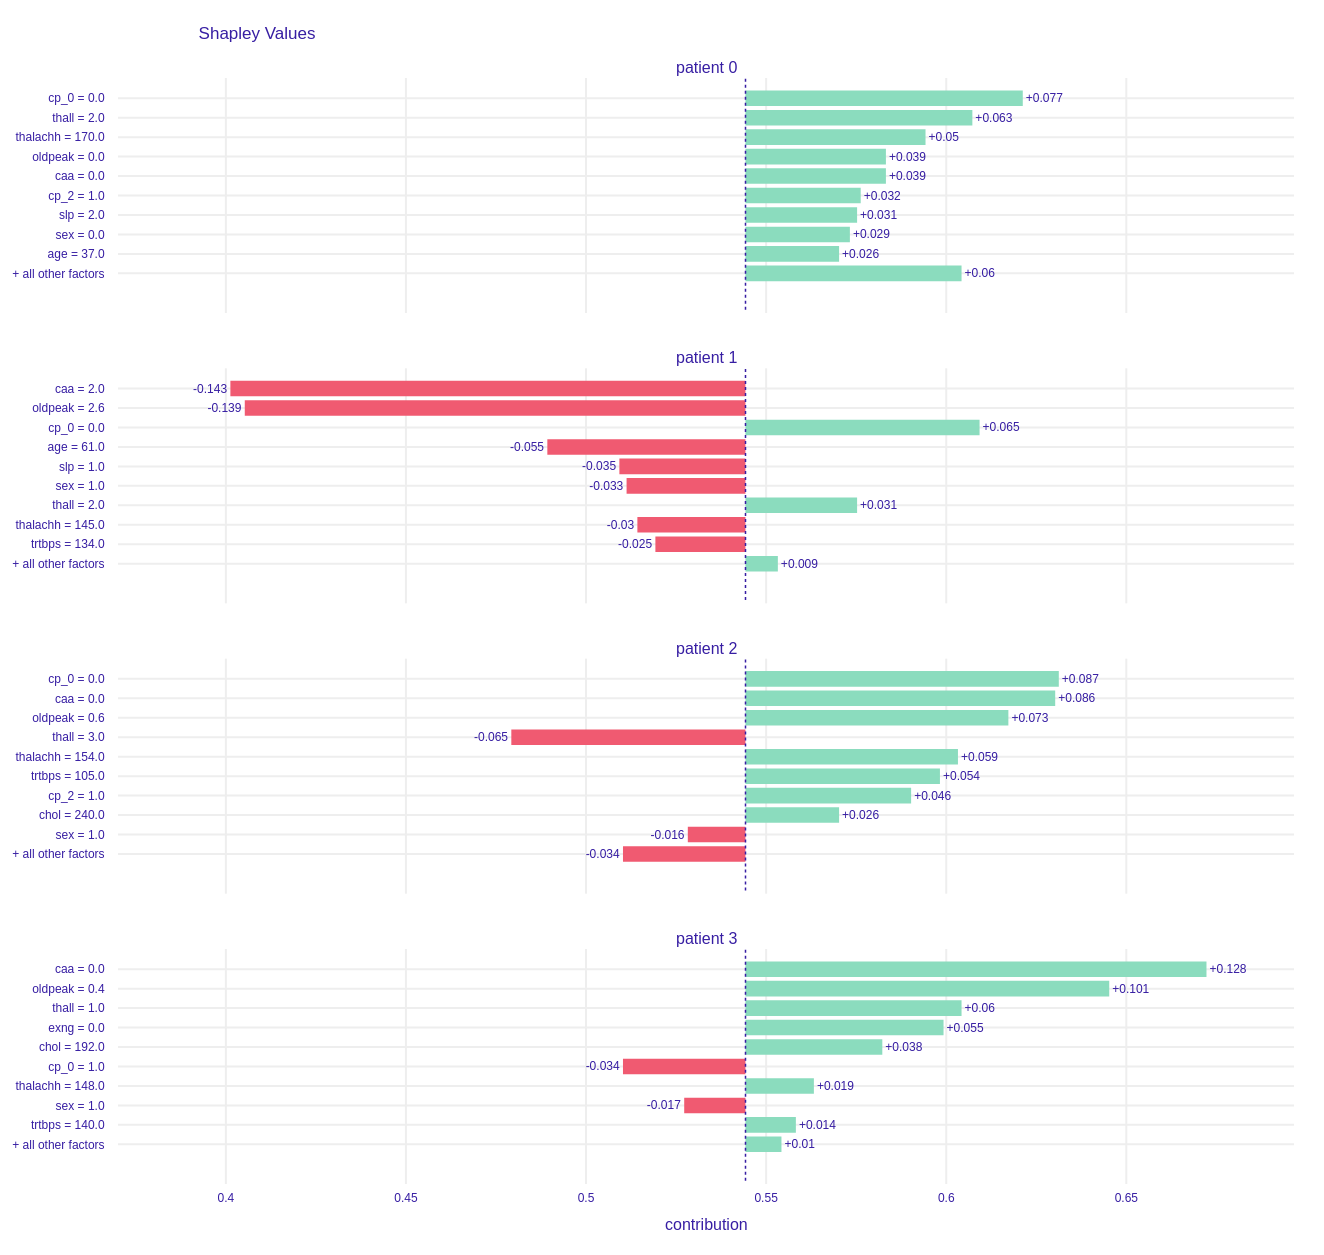 Shapley Values
patient 0
cp_0 = 0.0 +0.077
thall = 2.0 +0.063
thalachh = 170.0 +0.05
oldpeak = 0.0 +0.039
caa = 0.0 +0.039
cp_2 = 1.0 +0.032
slp = 2.0 +0.031
sex = 0.0 +0.029
age = 37.0 +0.026
+ all other factors +0.06
patient 1
caa = 2.0 -0.143
oldpeak = 2.6 -0.139
cp_0 = 0.0 +0.065
age = 61.0 -0.055
slp = 1.0 -0.035
sex = 1.0 -0.033
thall = 2.0 +0.031
thalachh = 145.0 -0.03
trtbps = 134.0 -0.025
+ all other factors +0.009
patient 2
cp_0 = 0.0 +0.087
caa = 0.0 +0.086
oldpeak = 0.6 +0.073
thall = 3.0 -0.065
thalachh = 154.0 +0.059
trtbps = 105.0 +0.054
cp_2 = 1.0 +0.046
chol = 240.0 +0.026
sex = 1.0 -0.016
+ all other factors -0.034
patient 3
caa = 0.0 +0.128
oldpeak = 0.4 +0.101
thall = 1.0 +0.06
exng = 0.0 +0.055
chol = 192.0 +0.038
cp_0 = 1.0 -0.034
thalachh = 148.0 +0.019
sex = 1.0 -0.017
trtbps = 140.0 +0.014
+ all other factors +0.01
0.4 0.45 0.5 0.55 0.6 0.65
contribution